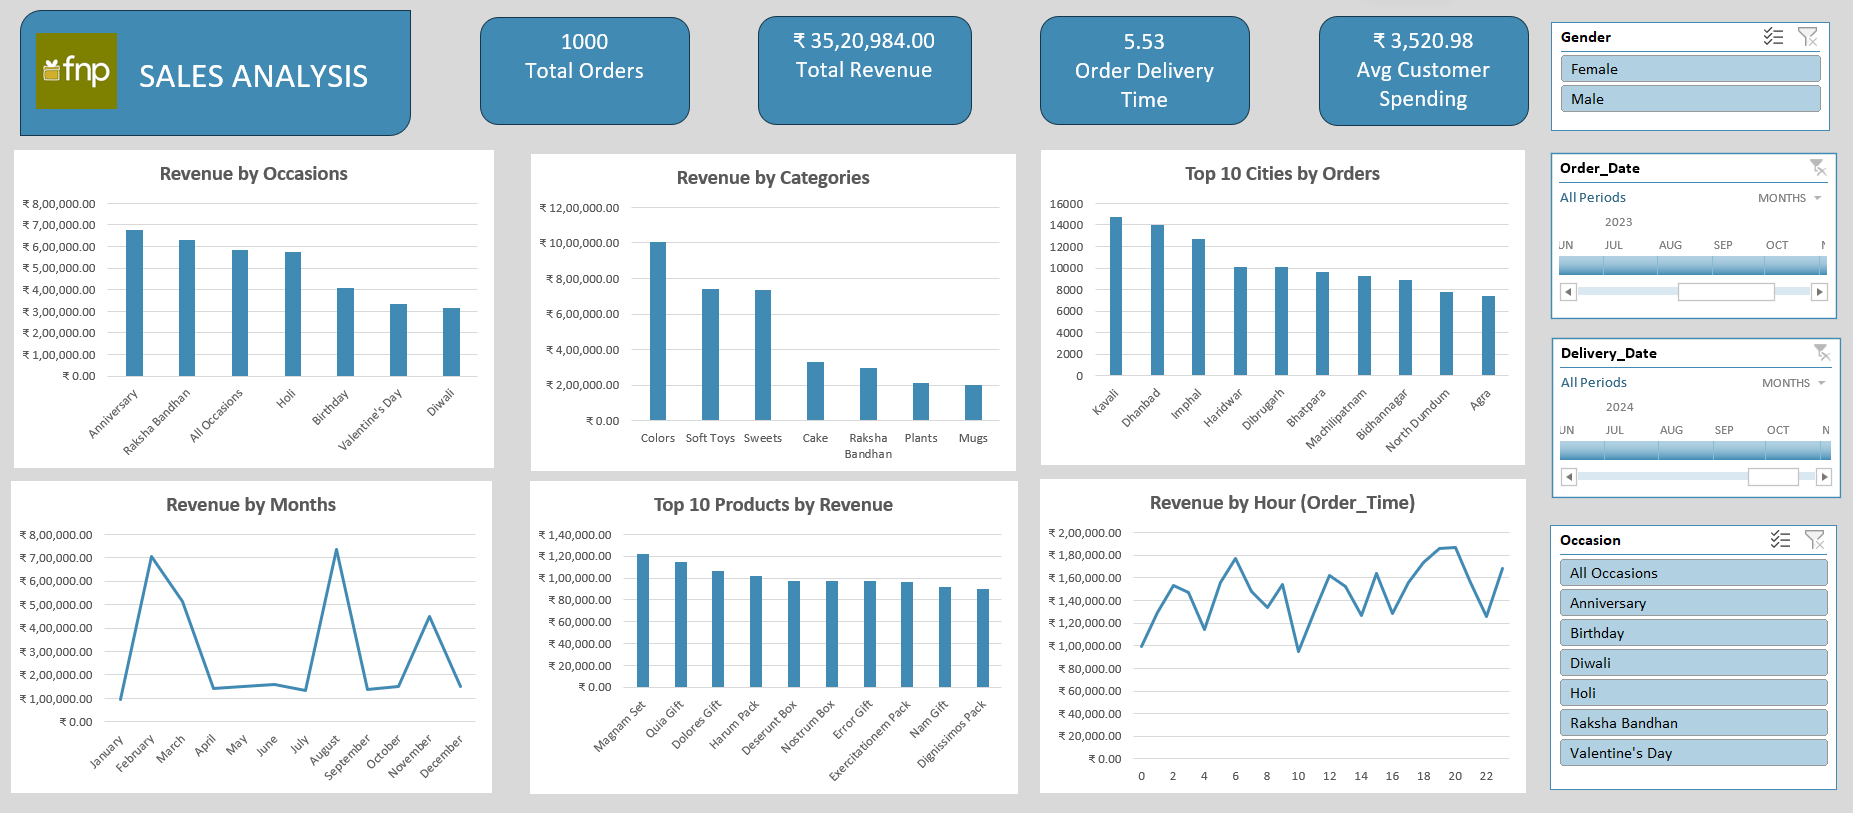 fnp
SALES ANALYSIS
1000
Total Orders
₹ 35,20,984.00
Total Revenue
5.53
Order Delivery
Time
₹ 3,520.98
Avg Customer
Spending
Gender
Female
Male
Revenue by Occasions
₹ 8,00,000.00
₹ 7,00,000.00
₹ 6,00,000.00
₹ 5,00,000.00
₹ 4,00,000.00
₹ 3,00,000.00
₹ 2,00,000.00
₹ 1,00,000.00
₹ 0.00
Anniversary
Raksha Bandhan
All Occasions
Holi
Birthday
Valentine's Day
Diwali
Revenue by Categories
₹ 12,00,000.00
₹ 10,00,000.00
₹ 8,00,000.00
₹ 6,00,000.00
₹ 4,00,000.00
₹ 2,00,000.00
₹ 0.00
Colors
Soft Toys
Sweets
Cake
Raksha
Bandhan
Plants
Mugs
Top 10 Cities by Orders
16000
14000
12000
10000
8000
6000
4000
2000
0
Kavali
Dhanbad
Imphal
Haridwar
Dibrugarh
Bhatpara
Machilipatnam
Bidhannagar
North Dumdum
Agra
Order_Date
All Periods MONTHS
2023
UN JUL AUG SEP OCT N
Delivery_Date
All Periods MONTHS
2024
UN JUL AUG SEP OCT N
Revenue by Months
₹ 8,00,000.00
₹ 7,00,000.00
₹ 6,00,000.00
₹ 5,00,000.00
₹ 4,00,000.00
₹ 3,00,000.00
₹ 2,00,000.00
₹ 1,00,000.00
₹ 0.00
January
February
March
April
May
June
July
August
September
October
November
December
Top 10 Products by Revenue
₹ 1,40,000.00
₹ 1,20,000.00
₹ 1,00,000.00
₹ 80,000.00
₹ 60,000.00
₹ 40,000.00
₹ 20,000.00
₹ 0.00
Magnam Set
Quia Gift
Dolores Gift
Harum Pack
Deserunt Box
Nostrum Box
Error Gift
Exercitationem Pack
Nam Gift
Dignissimos Pack
Revenue by Hour (Order_Time)
₹ 2,00,000.00
₹ 1,80,000.00
₹ 1,60,000.00
₹ 1,40,000.00
₹ 1,20,000.00
₹ 1,00,000.00
₹ 80,000.00
₹ 60,000.00
₹ 40,000.00
₹ 20,000.00
₹ 0.00
0 2 4 6 8 10 12 14 16 18 20 22
Occasion
All Occasions
Anniversary
Birthday
Diwali
Holi
Raksha Bandhan
Valentine's Day